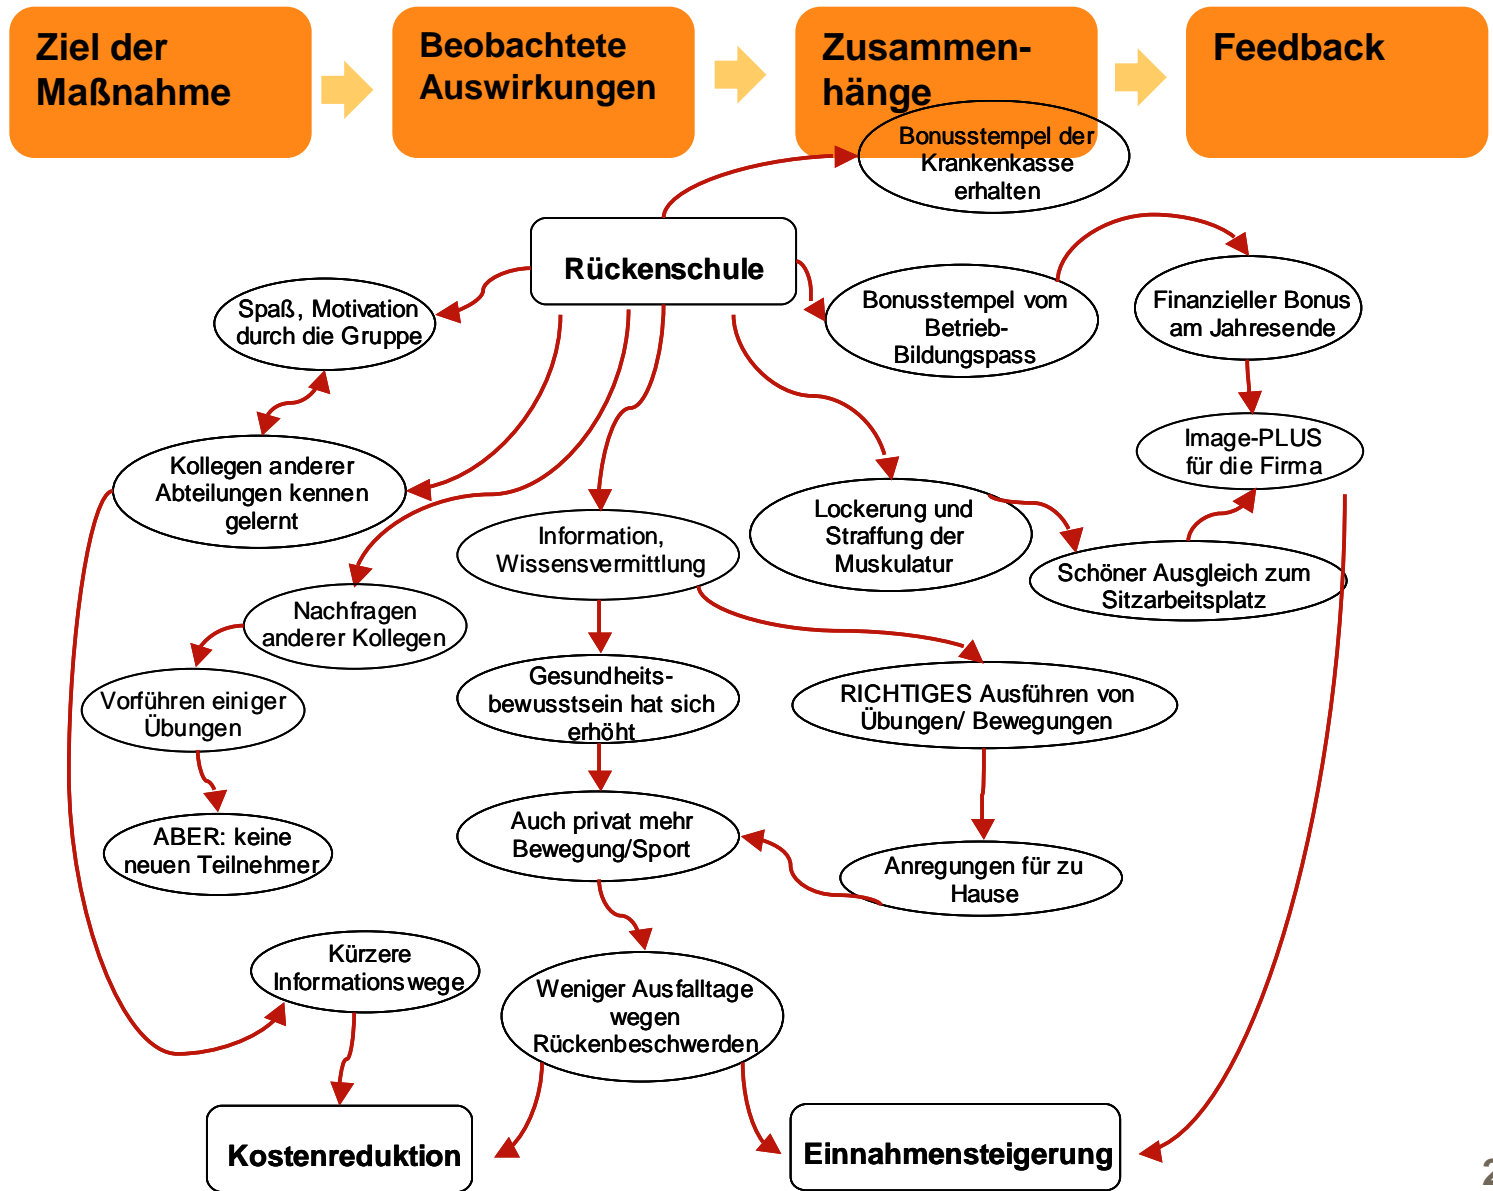 Ziel der
Maßnahme
Beobachtete
Auswirkungen
Zusammen-
hänge
Feedback
Bonusstempel der
Krankenkasse
erhalten
Rückenschule
Spaß, Motivation
durch die Gruppe
Bonusstempel vom
Betrieb-
Bildungspass
Finanzieller Bonus
am Jahresende
Kollegen anderer
Abteilungen kennen
gelernt
Image-PLUS
für die Firma
Information,
Wissensvermittlung
Lockerung und
Straffung der
Muskulatur
Schöner Ausgleich zum
Sitzarbeitsplatz
Nachfragen
anderer Kollegen
Vorführen einiger
Übungen
Gesundheits-
bewusstsein hat sich
erhöht
RICHTIGES Ausführen von
Übungen/ Bewegungen
ABER: keine
neuen Teilnehmer
Auch privat mehr
Bewegung/Sport
Anregungen für zu
Hause
Kürzere
Informationswege
Weniger Ausfalltage
wegen
Rückenbeschwerden
Kostenreduktion
Einnahmensteigerung